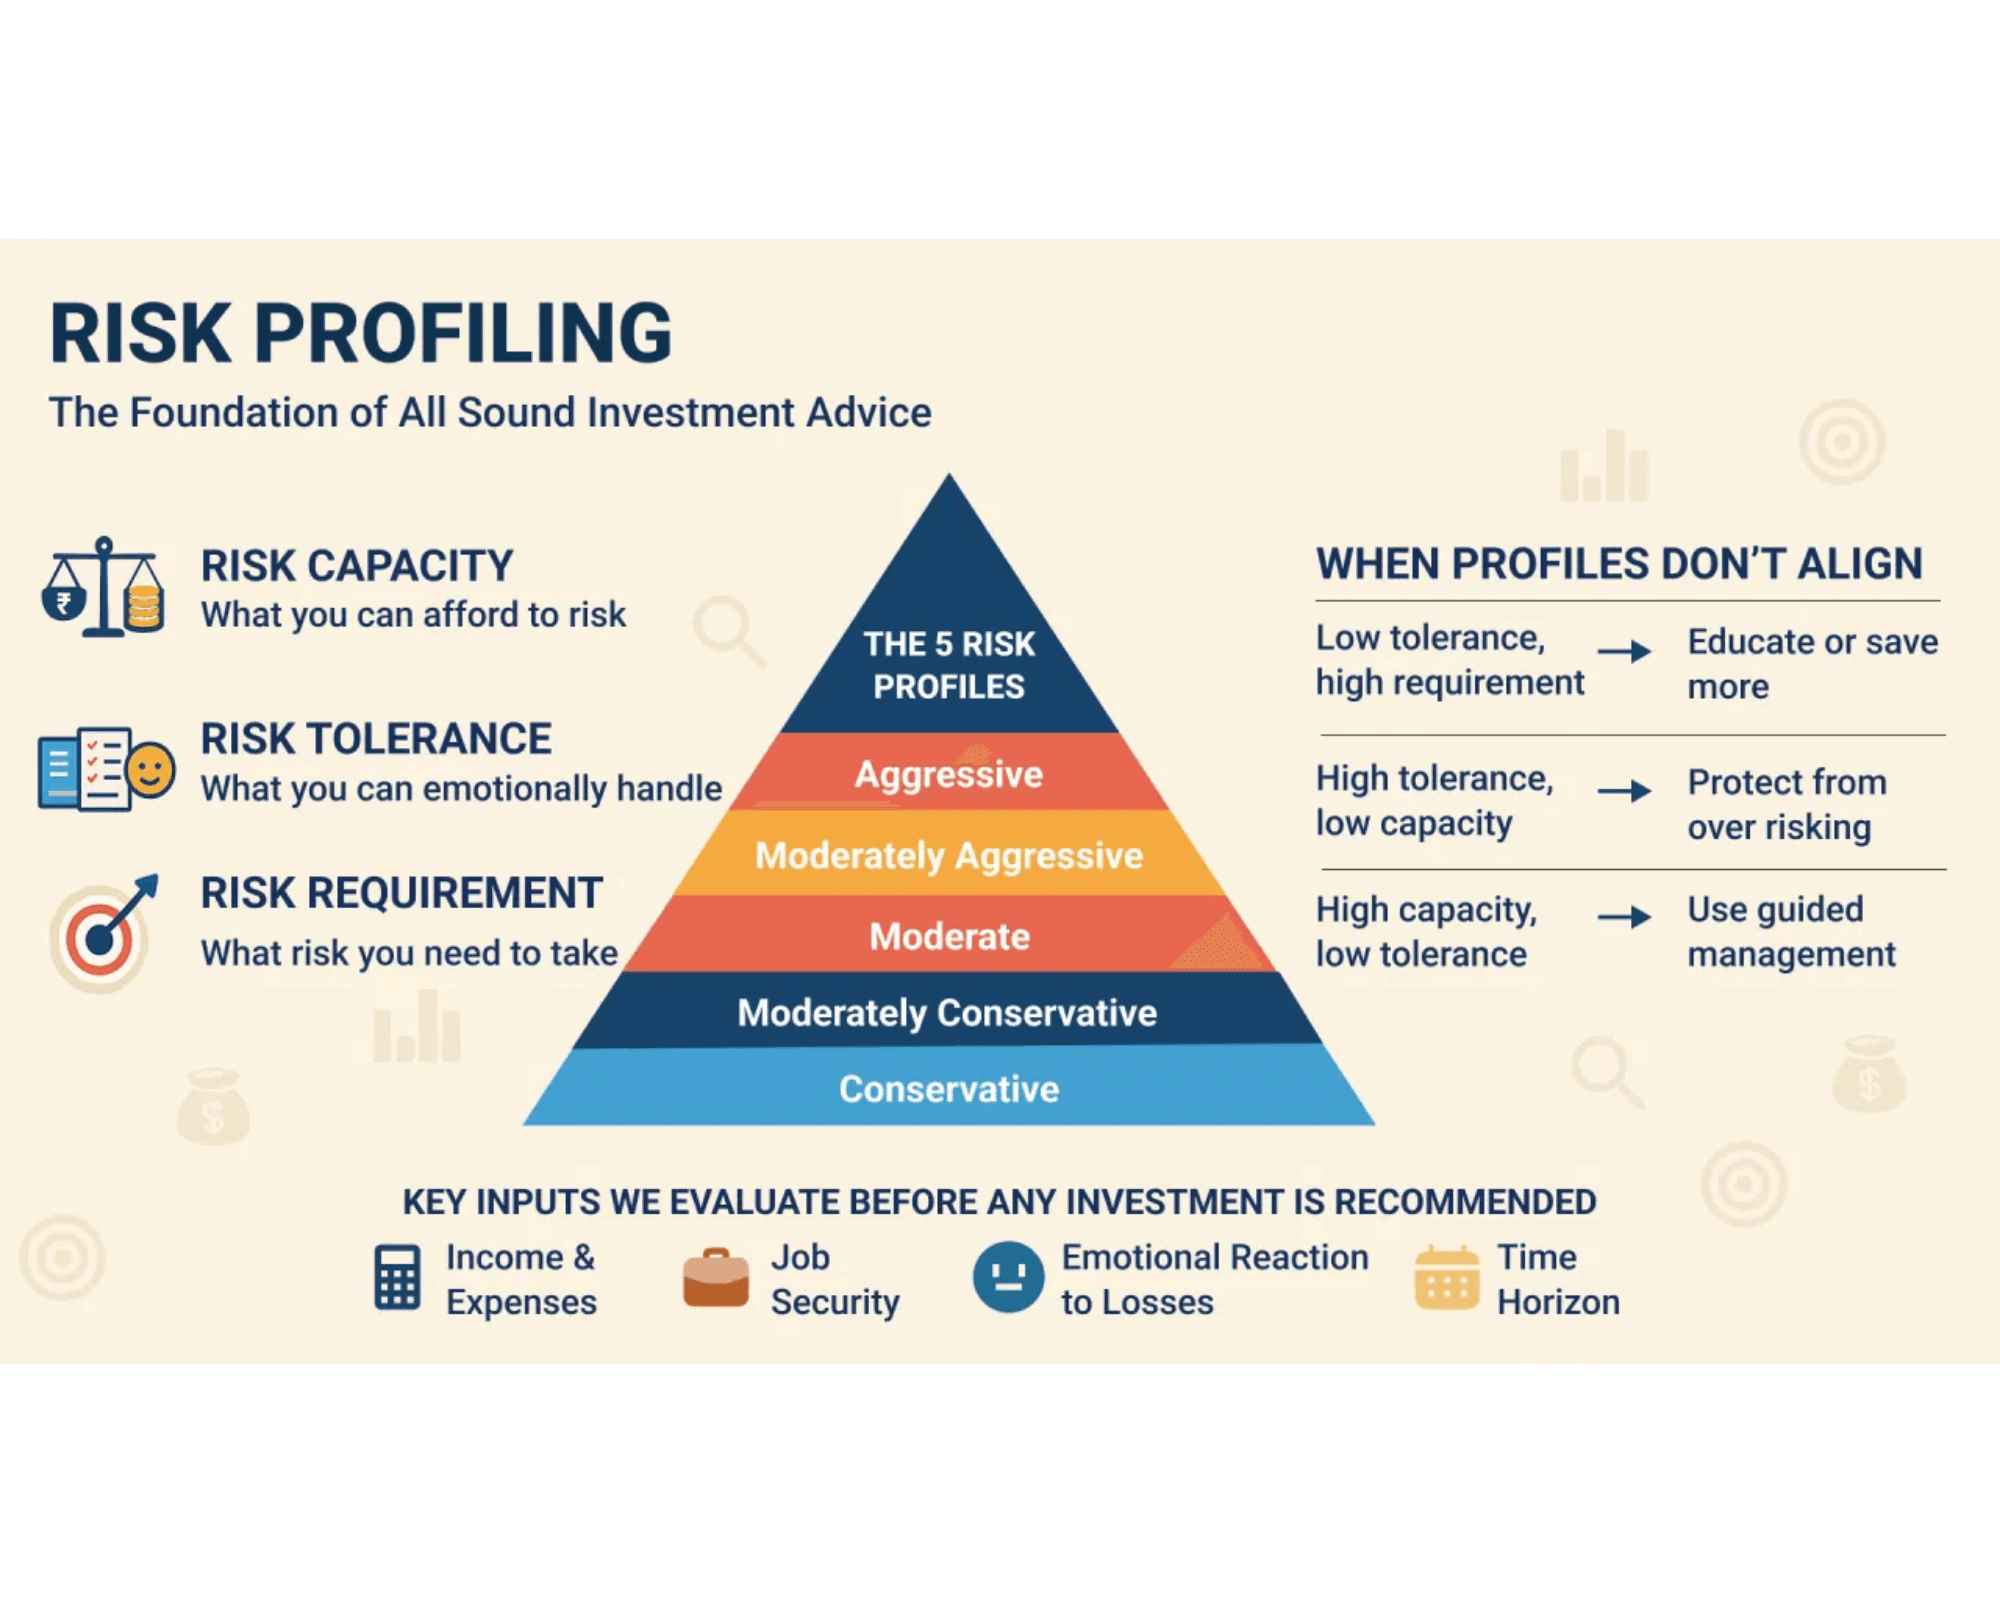 RISK PROFILING
The Foundation of All Sound Investment Advice
RISK CAPACITY
What you can afford to risk
RISK TOLERANCE
What you can emotionally handle
RISK REQUIREMENT
What risk you need to take
₹
THE 5 RISK
PROFILES
Aggressive
Moderately Aggressive
Moderate
Moderately Conservative
Conservative
WHEN PROFILES DON'T ALIGN
Low tolerance,
high requirement
Educate or save
more
High tolerance,
low capacity
Protect from
over risking
High capacity,
low tolerance
Use guided
management
$
$
KEY INPUTS WE EVALUATE BEFORE ANY INVESTMENT IS RECOMMENDED
Income &
Expenses
Job
Security
Emotional Reaction
to Losses
Time
Horizon